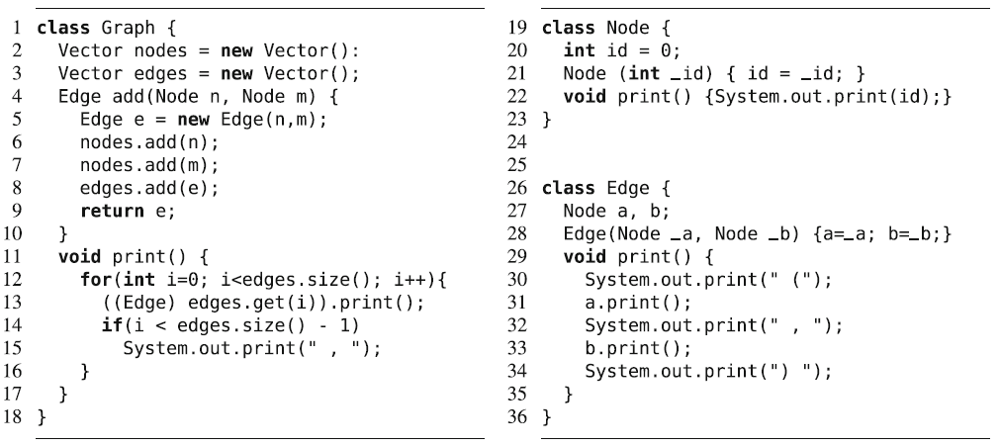 1 class Graph {
2 Vector nodes = new Vector():
3 Vector edges = new Vector();
4 Edge add(Node n, Node m) {
5 Edge e = new Edge(n,m);
6 nodes.add(n);
7 nodes.add(m);
8 edges.add(e);
9 return e;
10 }
11 void print() {
12 for(int i=0; i<edges.size(); i++){
13 ((Edge) edges.get(i)).print();
14 if(i < edges.size() - 1)
15 System.out.print(" , ");
16 }
17 }
18 }
19 class Node {
20 int id = 0;
21 Node (int _id) { id = _id; }
22 void print() {System.out.print(id);}
23 }
24
25
26 class Edge {
27 Node a, b;
28 Edge(Node _a, Node _b) {a=_a; b=_b;}
29 void print() {
30 System.out.print(" (");
31 a.print();
32 System.out.print(" , ");
33 b.print();
34 System.out.print(") ");
35 }
36 }